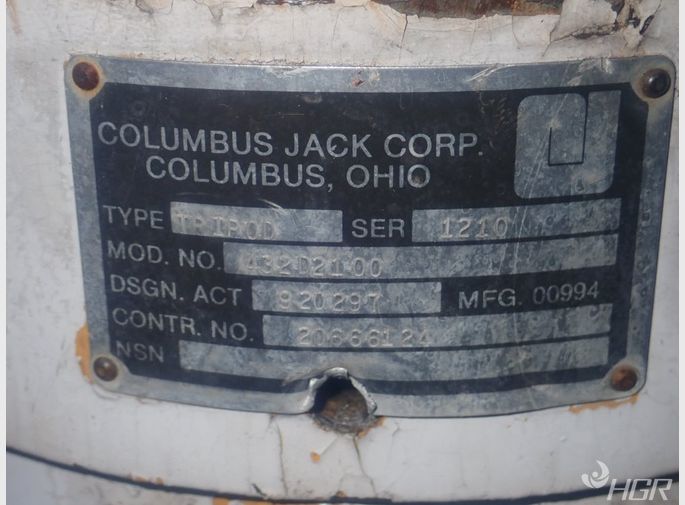 COLUMBUS JACK CORP.
COLUMBUS, OHIO
TYPE TRIPOD SER 1210
MOD. NO. 432D2100
DSGN. ACT 920297 MFG. 00994
CONTR. NO. 20666124
NSN
HGR